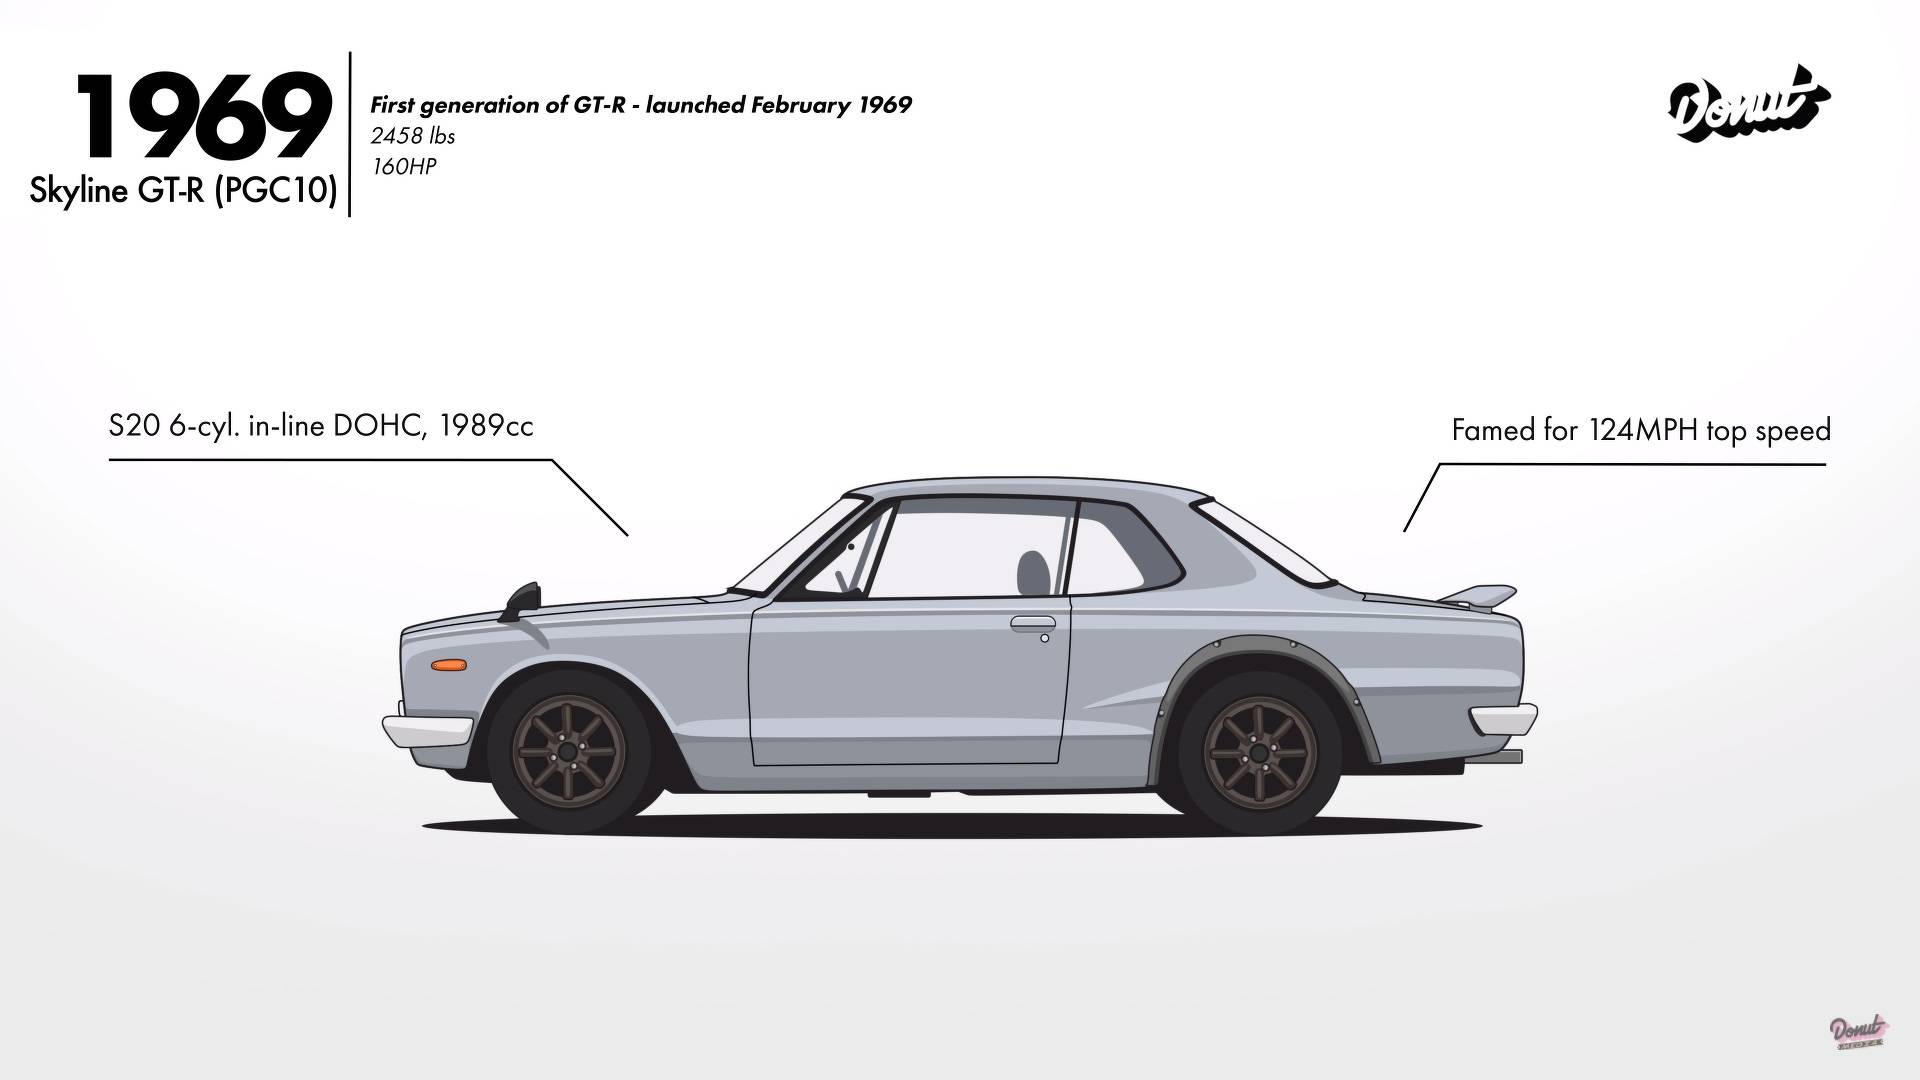 1969
Skyline GT-R (PGC10)
First generation of GT-R - launched February 1969
2458 lbs
160HP
Donut
S20 6-cyl. in-line DOHC, 1989cc
Famed for 124MPH top speed
Donut
MEDIA